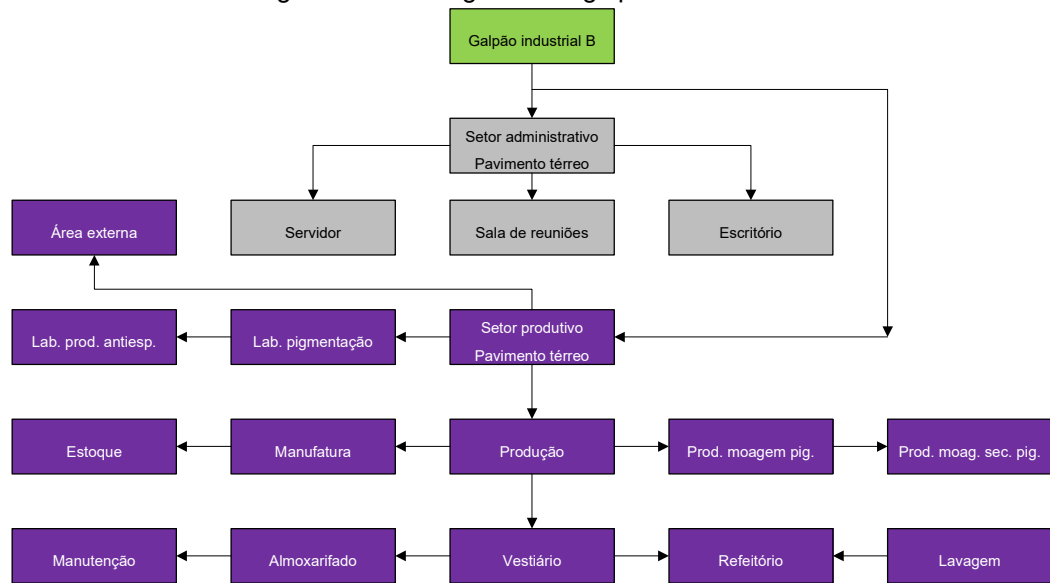 Galpão industrial B
Setor administrativo
Pavimento térreo
Área externa
Servidor
Sala de reuniões
Escritório
Lab. prod. antiesp.
Lab. pigmentação
Setor produtivo
Pavimento térreo
Estoque
Manufatura
Produção
Prod. moagem pig.
Prod. moag. sec. pig.
Manutenção
Almoxarifado
Vestiário
Refeitório
Lavagem